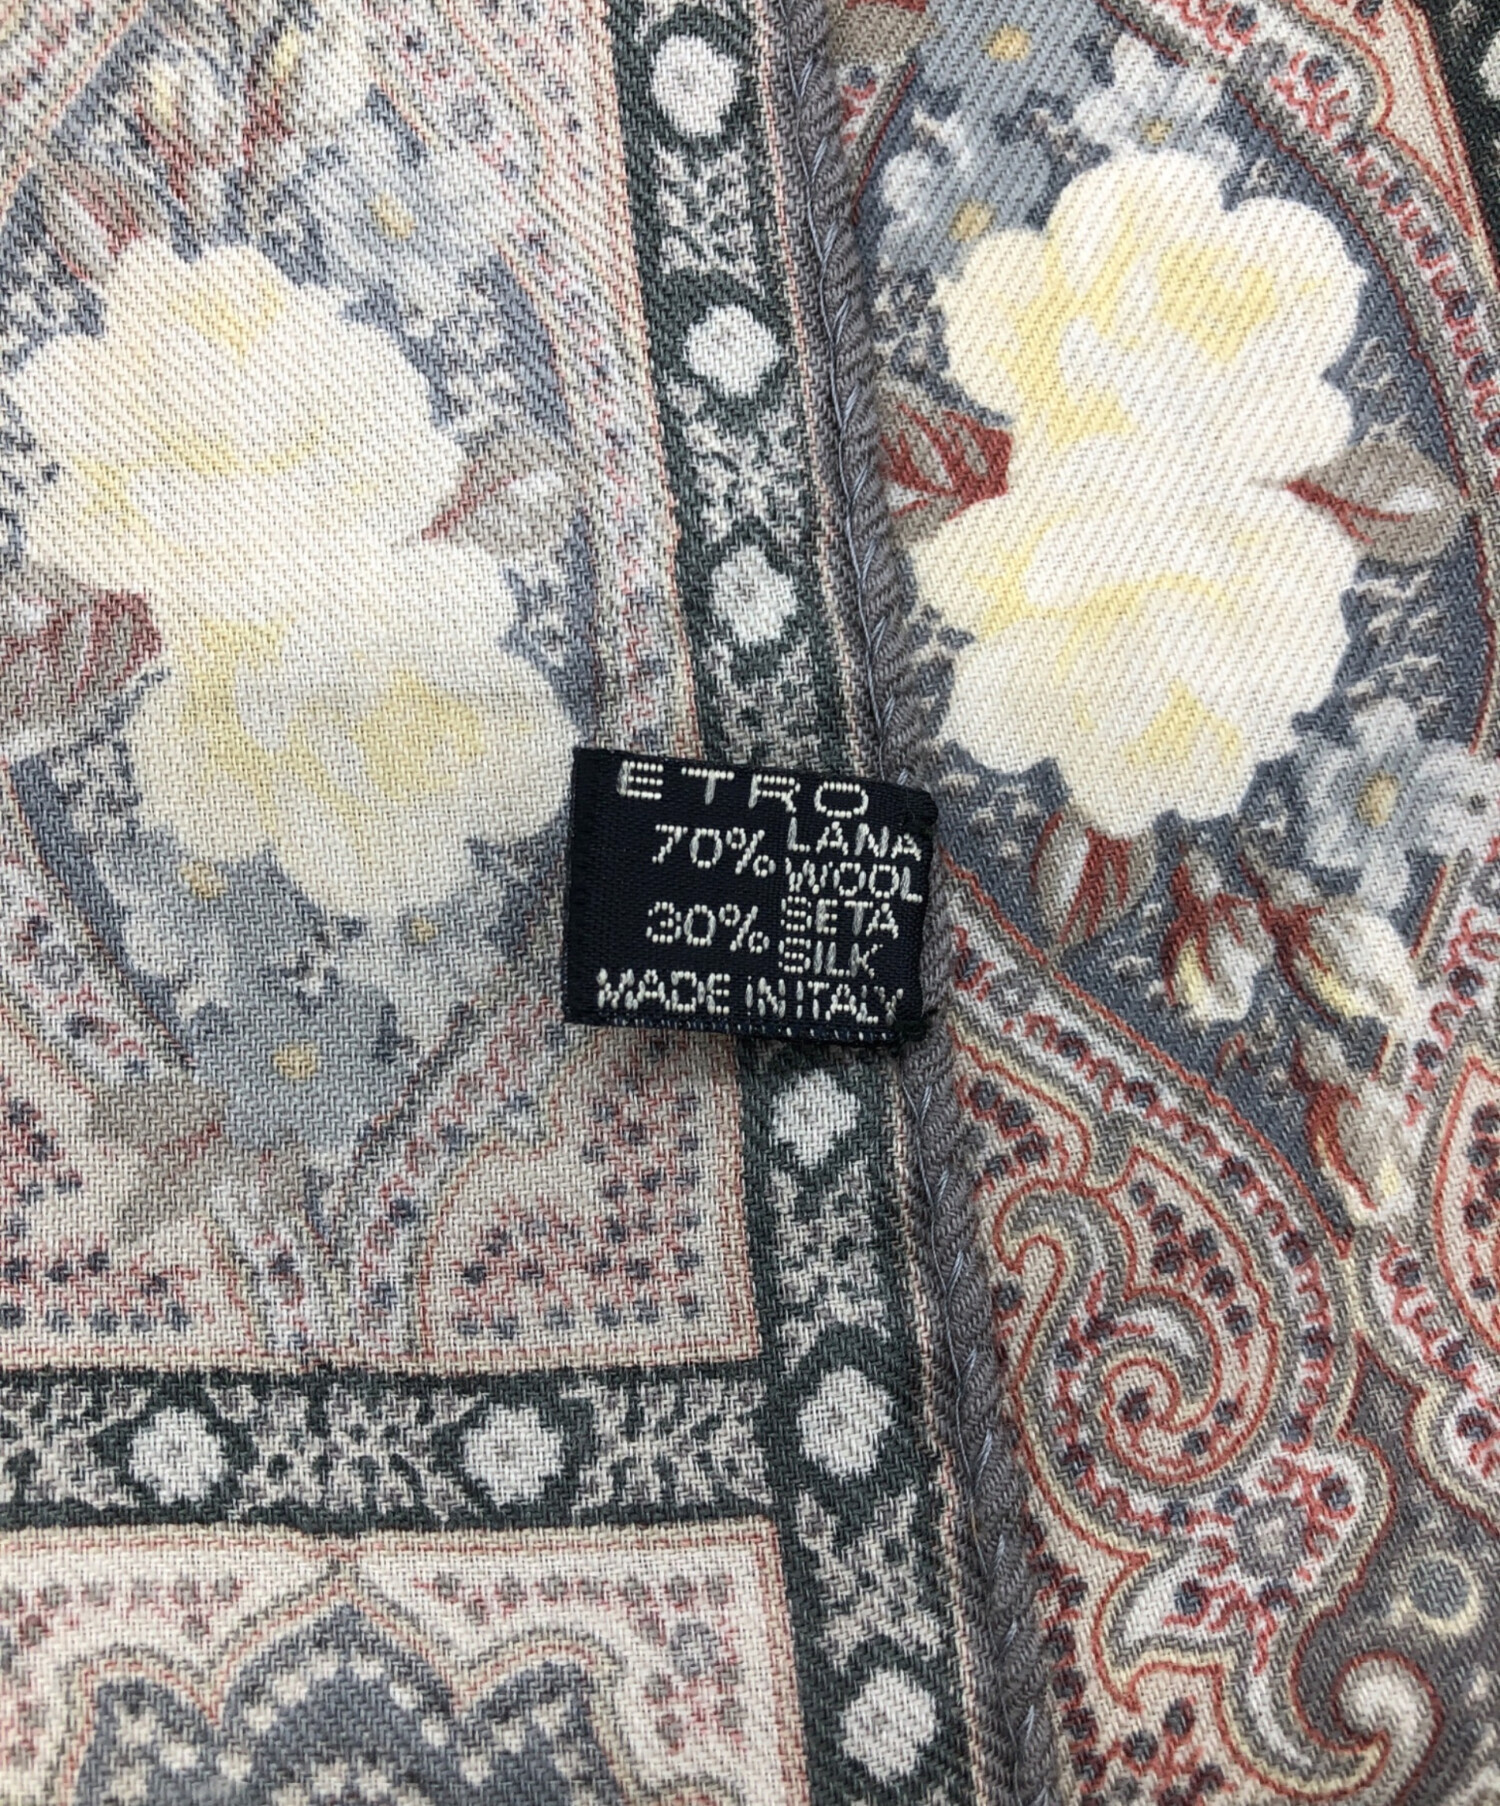 ETRO
70% LANA
WOOL
30% SETA
SILK
MADE IN ITALY